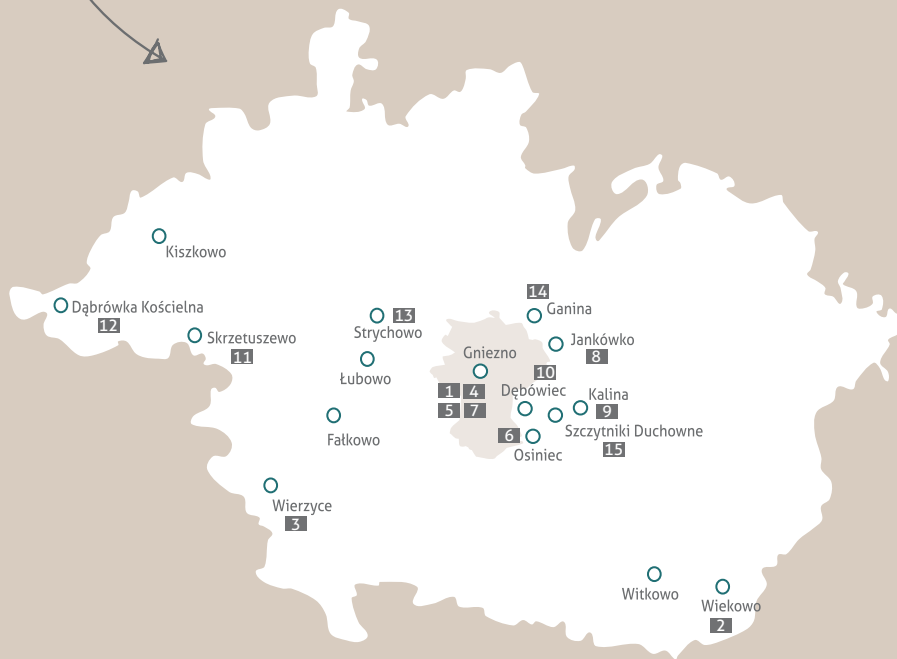 Kiszkowo
Dąbrówka Kościelna
12
Skrzetuszewo
11
13
Strychowo
Łubowo
Fałkowo
Wierzyce
3
Gniezno
1 4
5 7
14
Ganina
Jankówko
8
10
Dębówiec
Kalina
9
Szczytniki Duchowne
15
6
Osiniec
Witkowo
Wiekowo
2